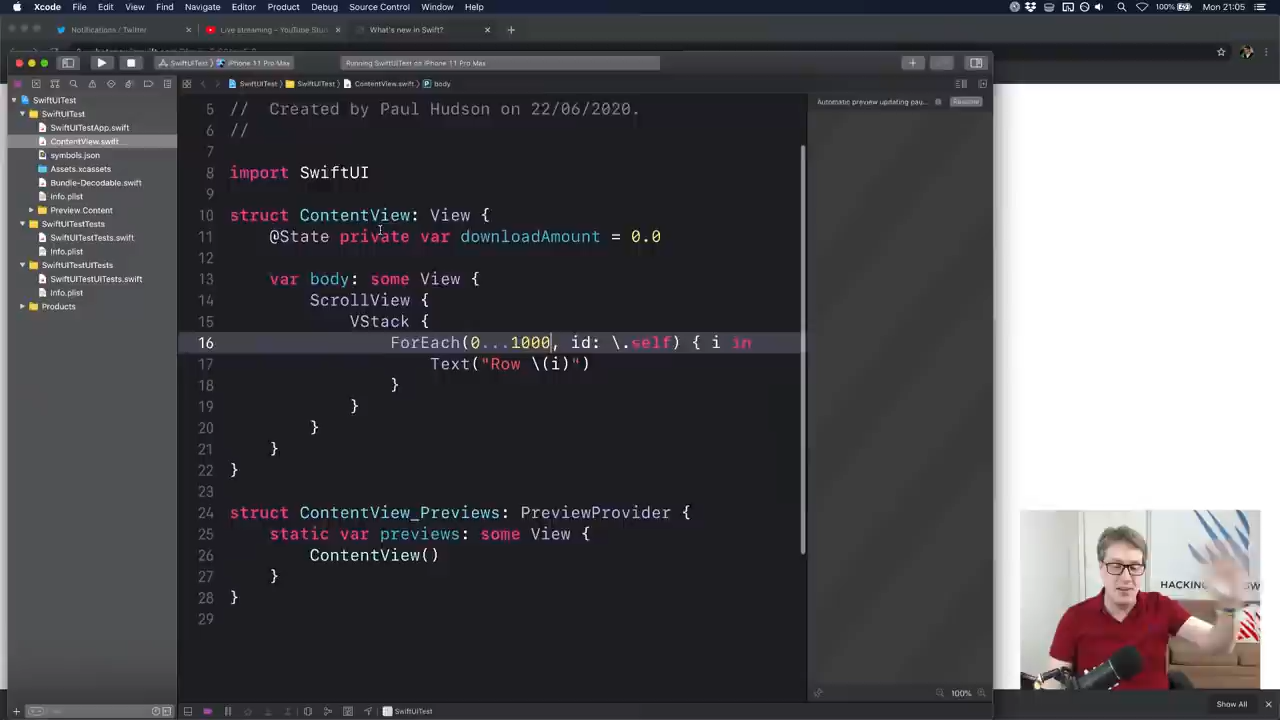 Xcode File Edit View Find Navigate Editor Product Debug Source Control Window Help 100% Mon 21:05
Notifications / Twitter
Live streaming – YouTube Stu
What's new in Swift?
SwiftUITest iPhone 11 Pro Max
Running SwiftUITest on iPhone 11 Pro Max
SwiftUITest SwiftUITest ContentView.swift body
Automatic preview updating pau... Resume
SwiftUITest
SwiftUITest
SwiftUITestApp.swift
ContentView.swift
symbols.json
Assets.xcassets
Bundle-Decodable.swift
Info.plist
Preview Content
SwiftUITestTests
SwiftUITestTests.swift
Info.plist
SwiftUITestUITests
SwiftUITestUITests.swift
Info.plist
Products
5 // Created by Paul Hudson on 22/06/2020.
6 //
7
8 import SwiftUI
9
10 struct ContentView: View {
11 @State private var downloadAmount = 0.0
12
13 var body: some View {
14 ScrollView {
15 VStack {
16 ForEach(0...1000, id: \.self) { i in
17 Text("Row \(i)")
18 }
19 }
20 }
21 }
22 }
23
24 struct ContentView_Previews: PreviewProvider {
25 static var previews: some View {
26 ContentView()
27 }
28 }
29
HACKING SWIFT
100%
SwiftUITest
Show All